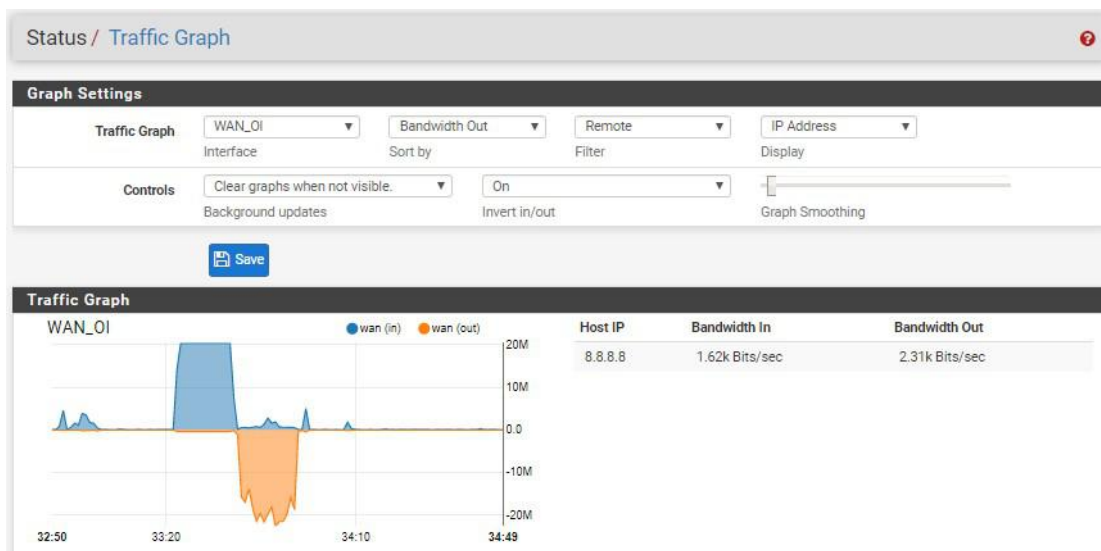 Status / Traffic Graph
Graph Settings
Traffic Graph
WAN_OI Bandwidth Out Remote IP Address
Interface Sort by Filter Display
Controls
Clear graphs when not visible. On
Background updates Invert in/out Graph Smoothing
Save
Traffic Graph
WAN_OI wan (in) wan (out)
20M
10M
0.0
-10M
-20M
32:50 33:20 34:10 34:49
Host IP Bandwidth In Bandwidth Out
8.8.8.8 1.62k Bits/sec 2.31k Bits/sec